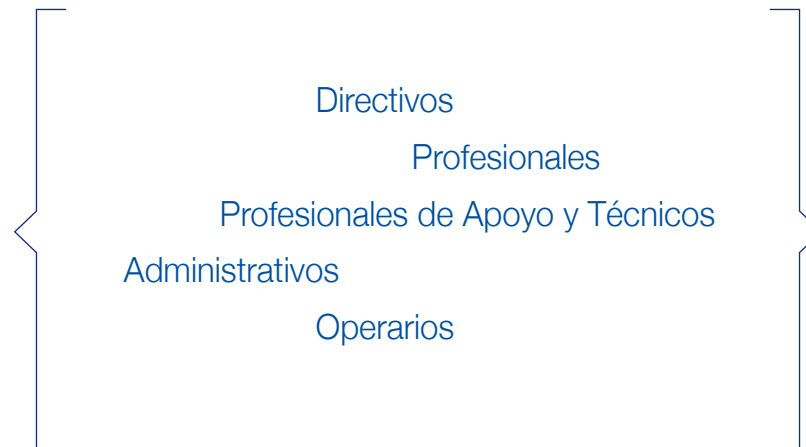 Directivos
Profesionales
Profesionales de Apoyo y Técnicos
Administrativos
Operarios